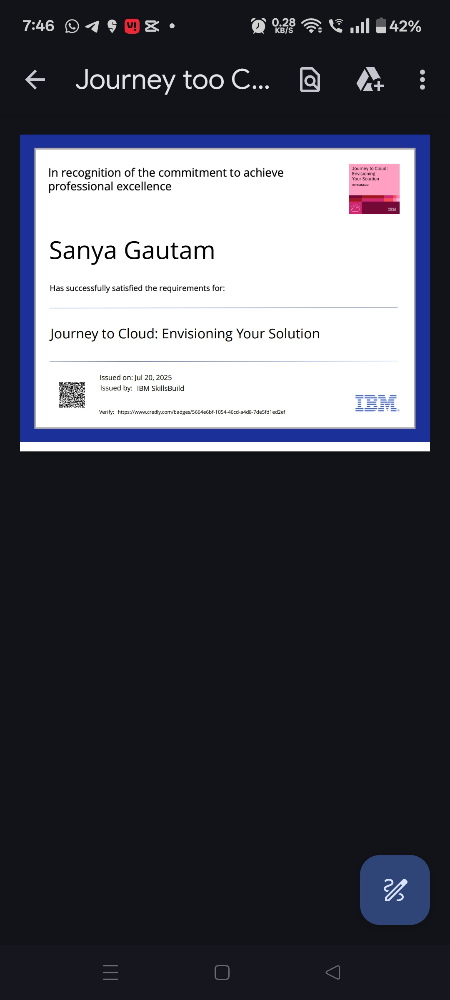 7:46 V! 0.28 KB/S 42%
Journey too C...
In recognition of the commitment to achieve
professional excellence
Journey to Cloud:
Envisioning
Your Solution
IBM SkillsBuild
IBM
Sanya Gautam
Has successfully satisfied the requirements for:
Journey to Cloud: Envisioning Your Solution
Issued on: Jul 20, 2025
Issued by: IBM SkillsBuild
Verify: https://www.credly.com/badges/5664e6bf-1054-46cd-a4d8-7de5fd1ed2ef
IBM®